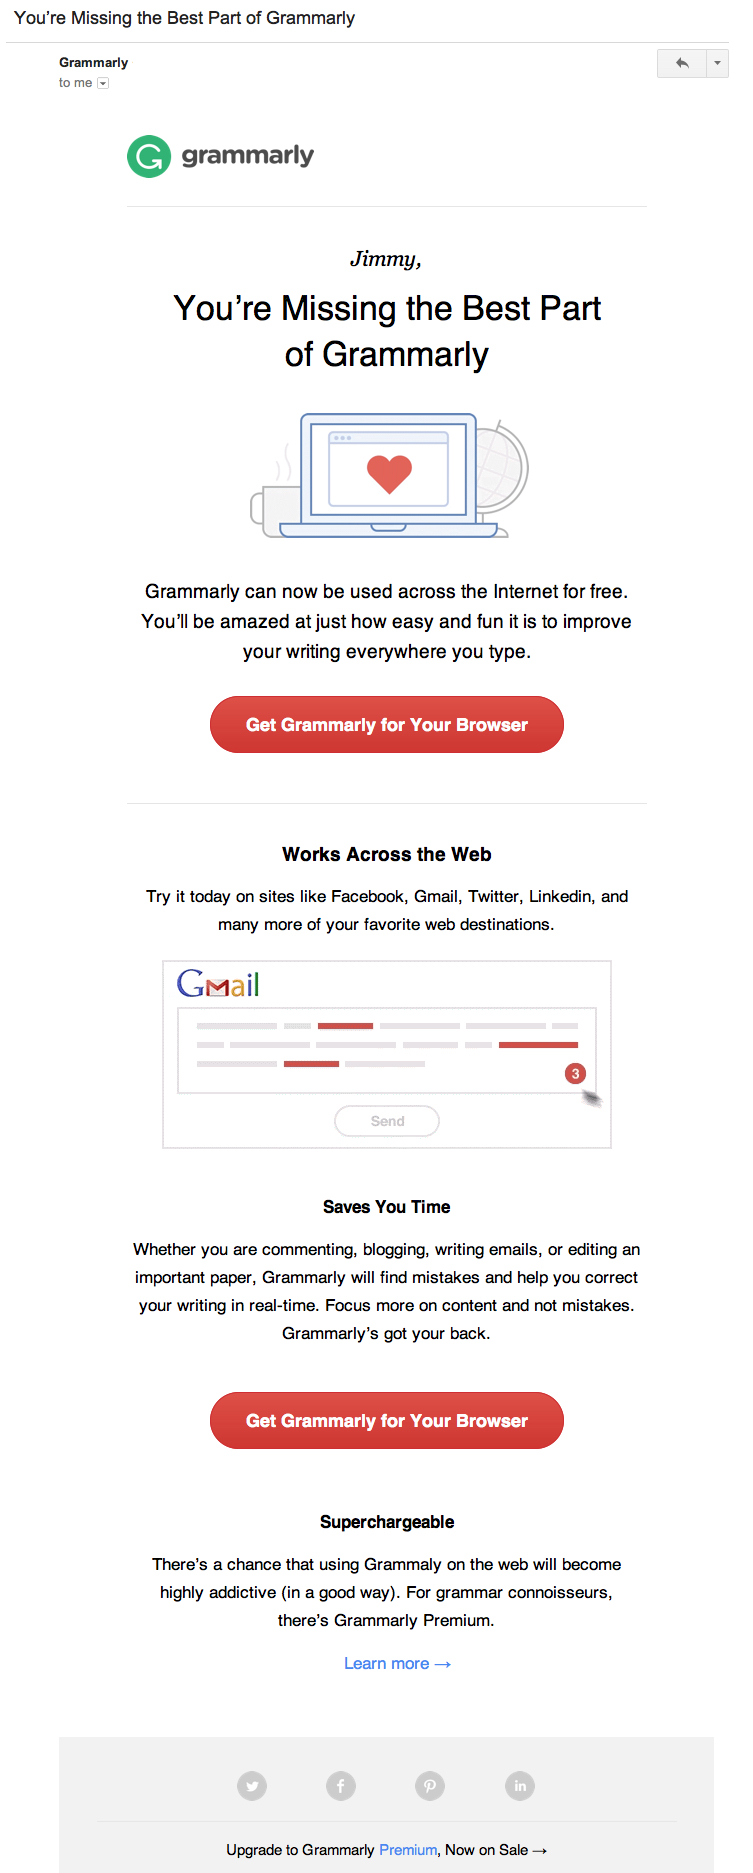 You're Missing the Best Part of Grammarly
Grammarly
to me
grammarly
Jimmy,
You're Missing the Best Part
of Grammarly
Grammarly can now be used across the Internet for free.
You'll be amazed at just how easy and fun it is to improve
your writing everywhere you type.
Get Grammarly for Your Browser
Works Across the Web
Try it today on sites like Facebook, Gmail, Twitter, Linkedin, and
many more of your favorite web destinations.
Gmail
3
Send
Saves You Time
Whether you are commenting, blogging, writing emails, or editing an
important paper, Grammarly will find mistakes and help you correct
your writing in real-time. Focus more on content and not mistakes.
Grammarly's got your back.
Get Grammarly for Your Browser
Superchargeable
There's a chance that using Grammaly on the web will become
highly addictive (in a good way). For grammar connoisseurs,
there's Grammarly Premium.
Learn more →
Upgrade to Grammarly Premium, Now on Sale →